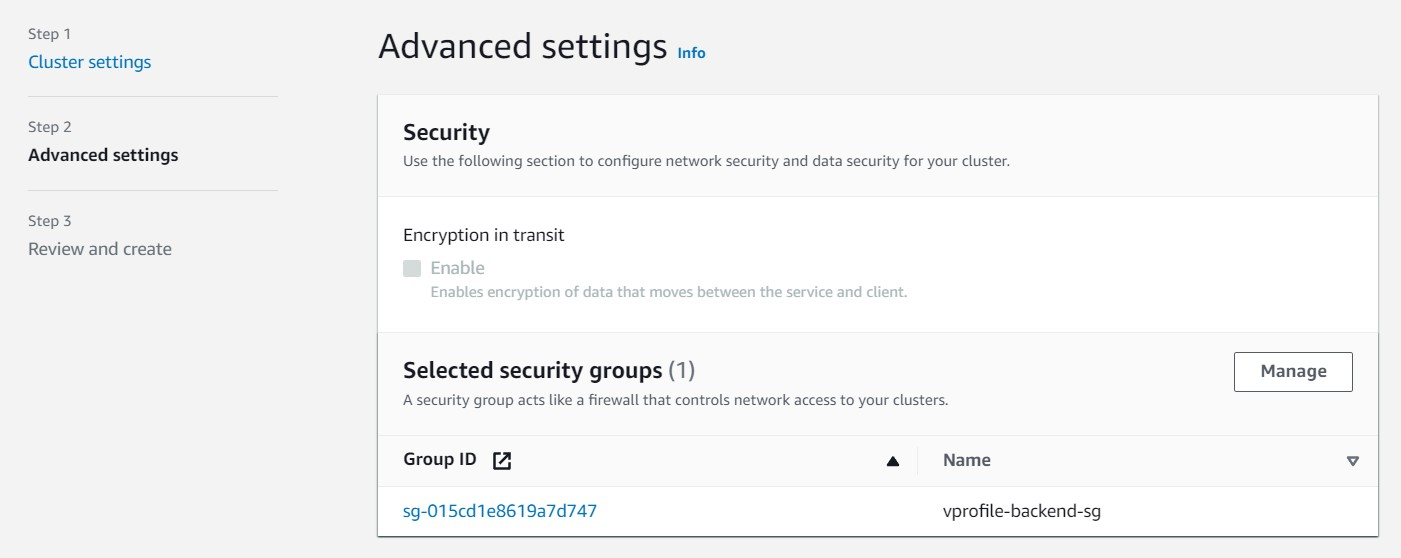 Step 1
Cluster settings
Step 2
Advanced settings
Step 3
Review and create
Advanced settings Info
Security
Use the following section to configure network security and data security for your cluster.
Encryption in transit
Enable
Enables encryption of data that moves between the service and client.
Selected security groups (1)
Manage
A security group acts like a firewall that controls network access to your clusters.
Group ID Name
sg-015cd1e8619a7d747 vprofile-backend-sg